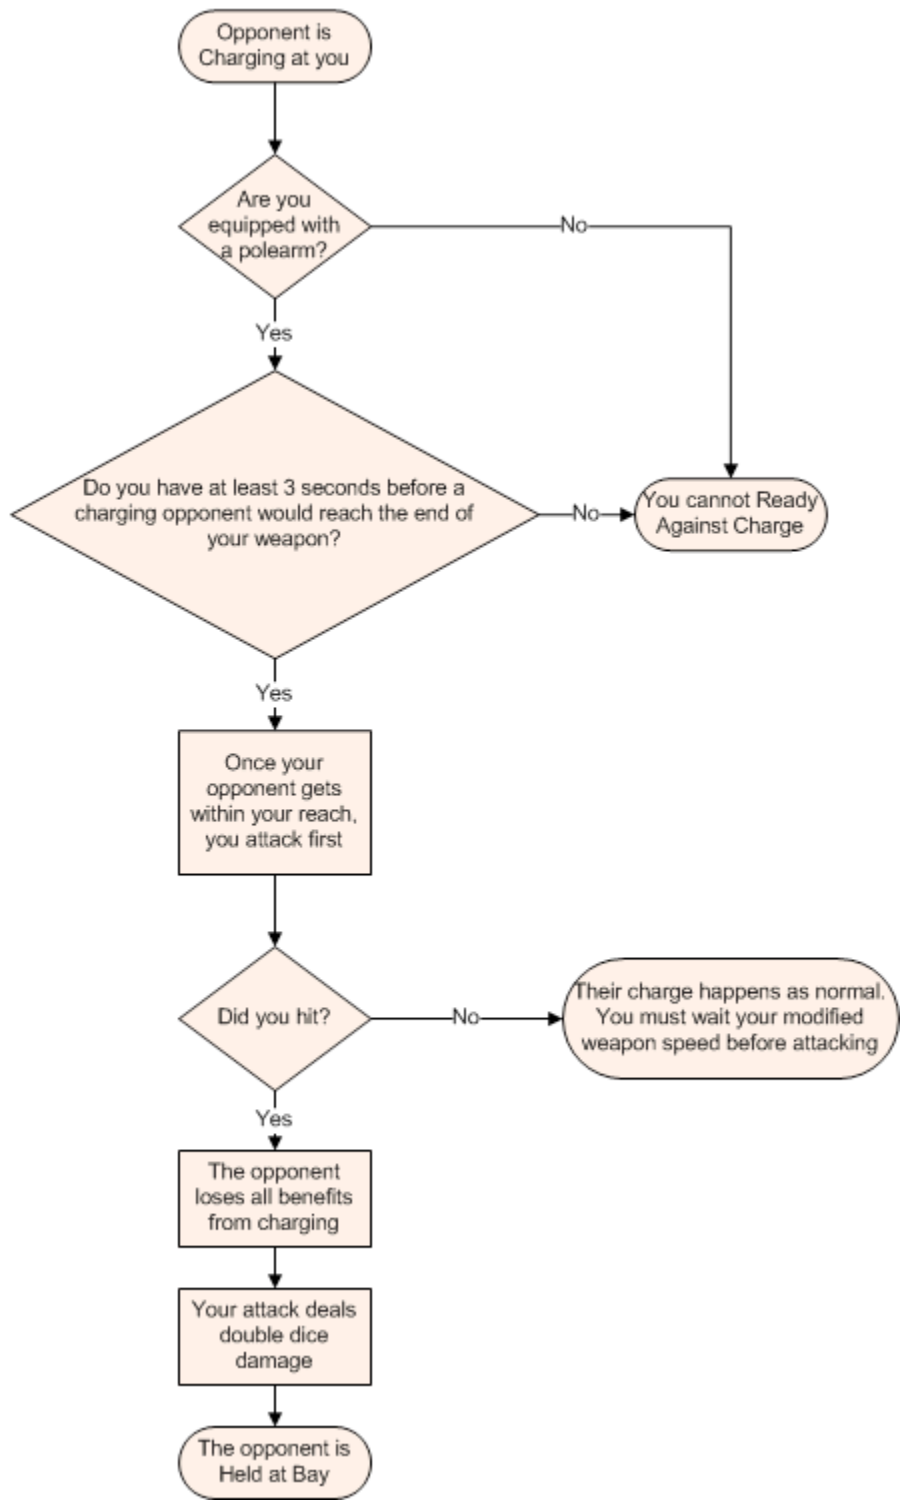 Opponent is
Charging at you
Are you
equipped with
a polearm?
No
Yes
Do you have at least 3 seconds before a
charging opponent would reach the end of
your weapon?
No
You cannot Ready
Against Charge
Yes
Once your
opponent gets
within your reach,
you attack first
Did you hit?
No
Their charge happens as normal.
You must wait your modified
weapon speed before attacking
Yes
The opponent
loses all benefits
from charging
Your attack deals
double dice
damage
The opponent is
Held at Bay